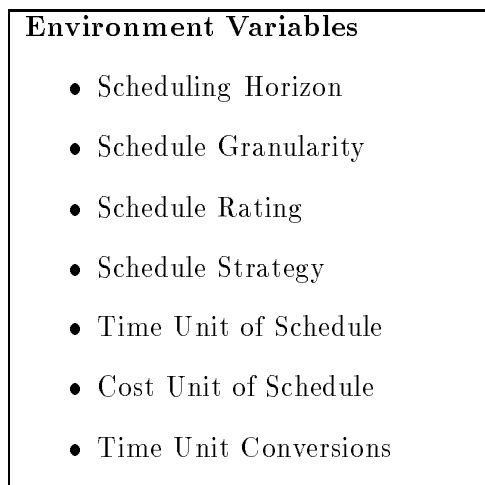 Environment Variables
• Scheduling Horizon
• Schedule Granularity
• Schedule Rating
• Schedule Strategy
• Time Unit of Schedule
• Cost Unit of Schedule
• Time Unit Conversions